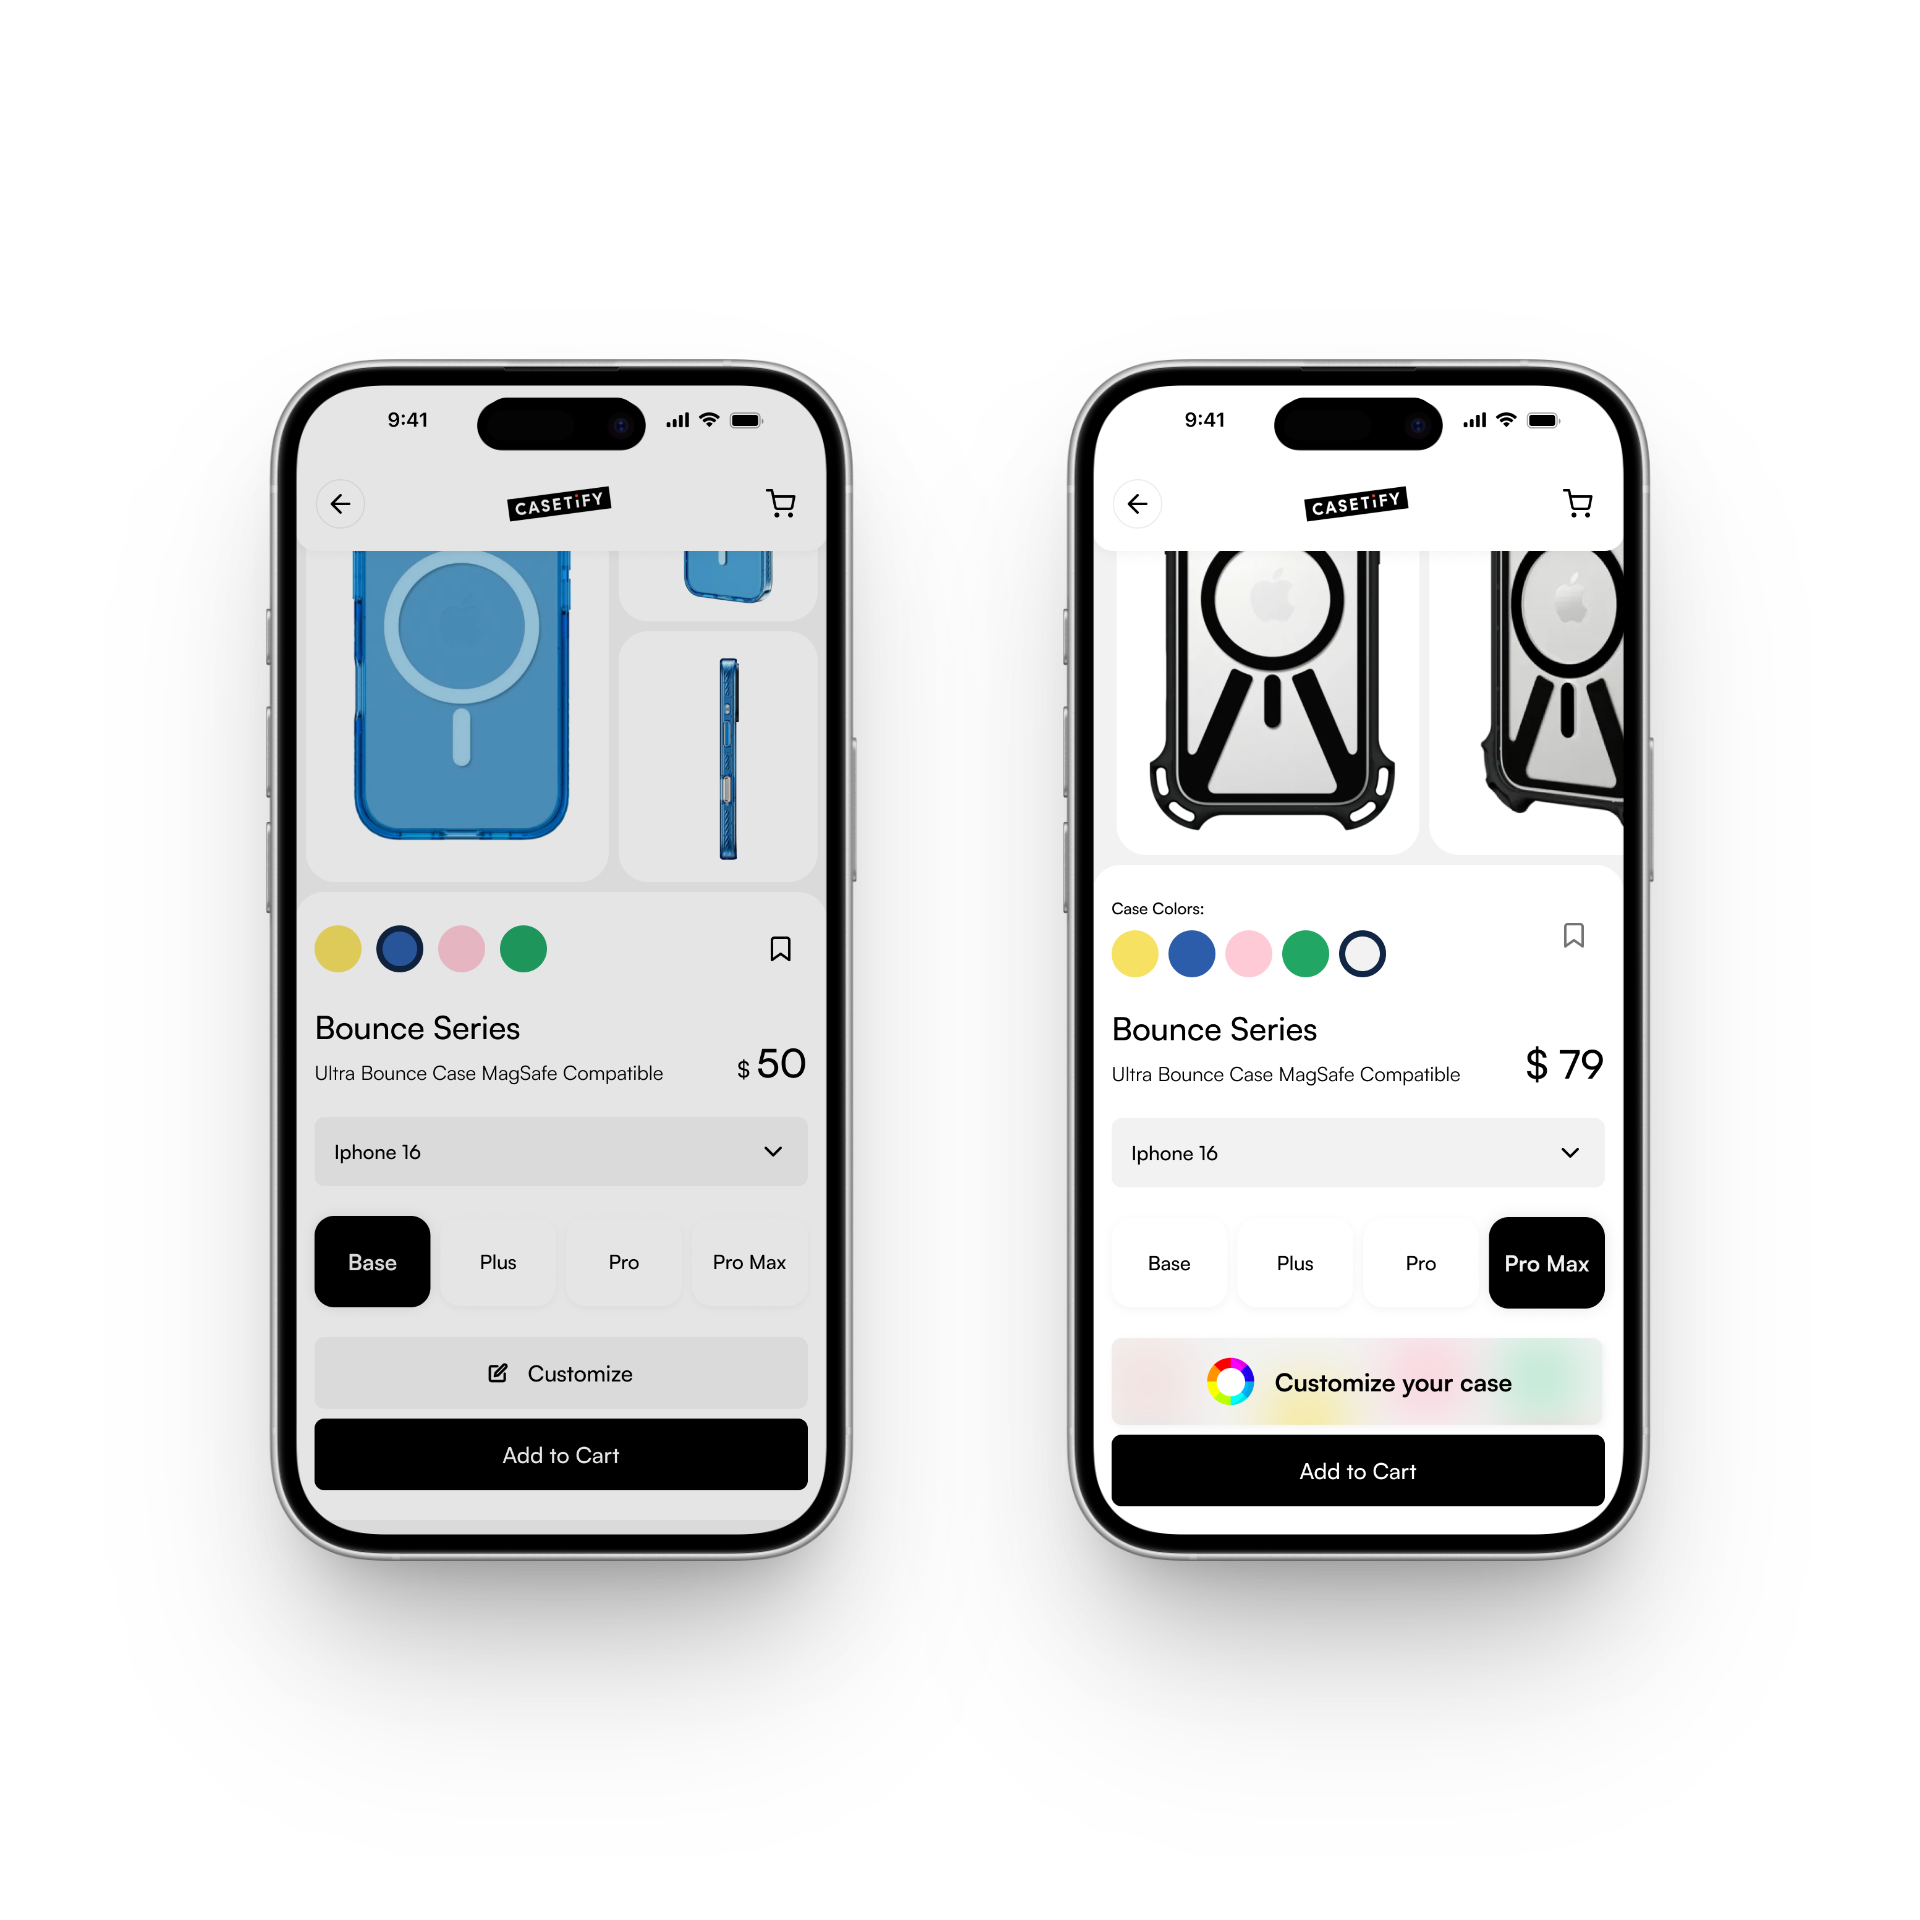 9:41
CASETiFY
Bounce Series
Ultra Bounce Case MagSafe Compatible
$ 50
Iphone 16
Base
Plus
Pro
Pro Max
Customize
Add to Cart
9:41
CASETiFY
Case Colors:
Bounce Series
Ultra Bounce Case MagSafe Compatible
$ 79
Iphone 16
Base
Plus
Pro
Pro Max
Customize your case
Add to Cart